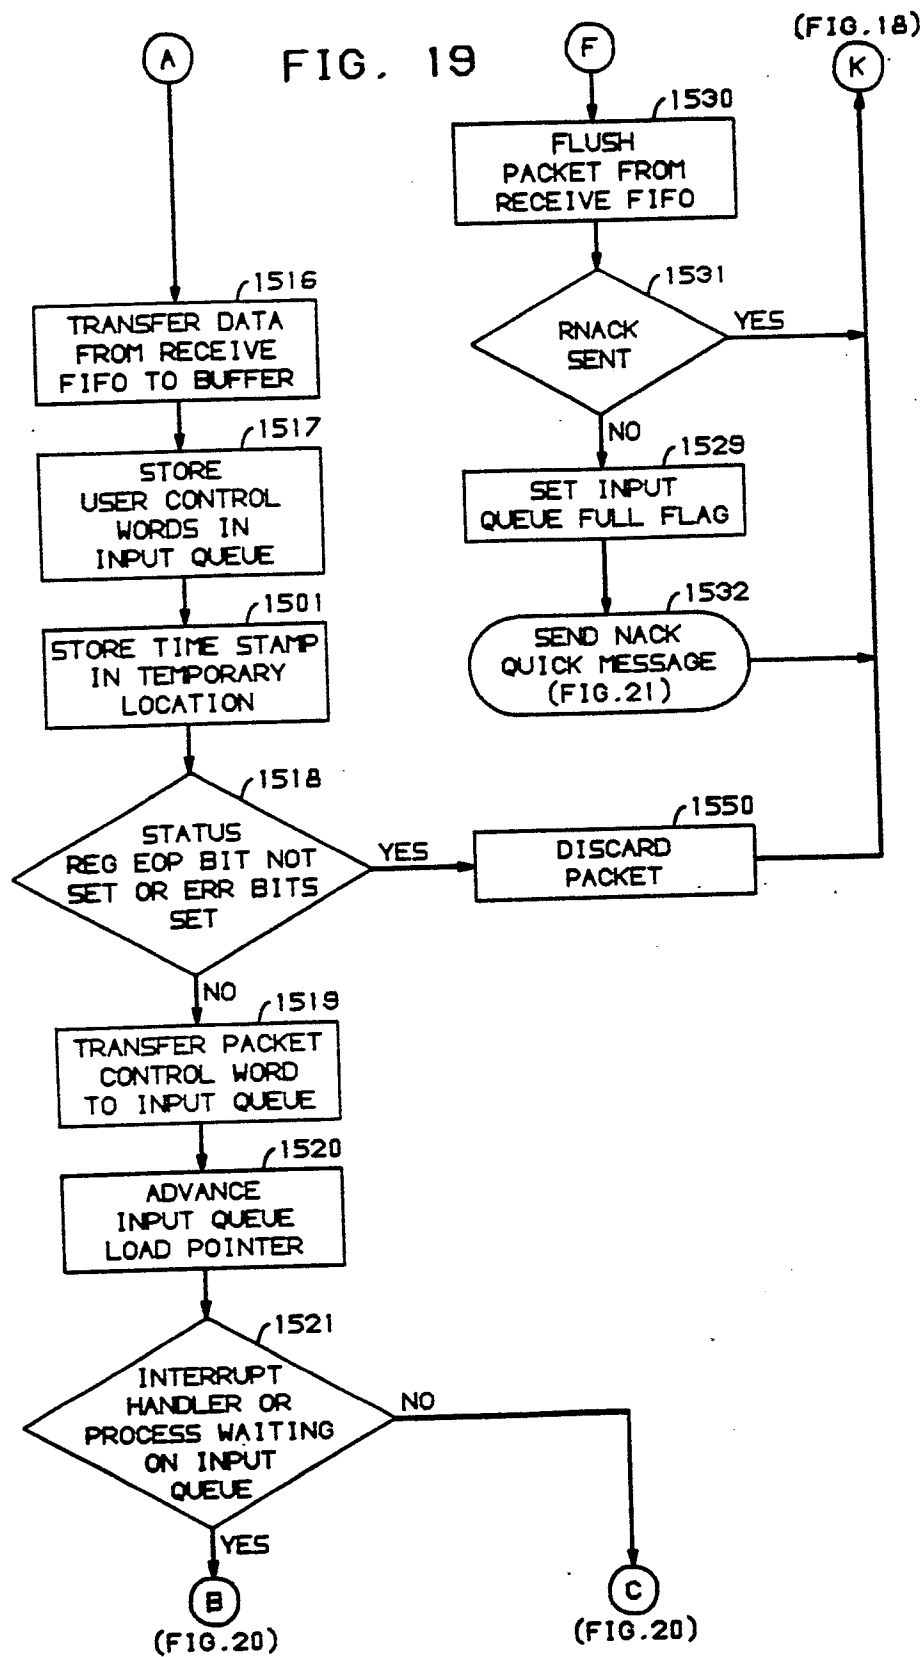 FIG. 19
A
1516
TRANSFER DATA
FROM RECEIVE
FIFO TO BUFFER
1517
STORE
USER CONTROL
WORDS IN
INPUT QUEUE
1501
STORE TIME STAMP
IN TEMPORARY
LOCATION
1518
STATUS
REG EOP BIT NOT
SET OR ERR BITS
SET
YES
NO
1550
DISCARD
PACKET
1519
TRANSFER PACKET
CONTROL WORD
TO INPUT QUEUE
1520
ADVANCE
INPUT QUEUE
LOAD POINTER
1521
INTERRUPT
HANDLER OR
PROCESS WAITING
ON INPUT
QUEUE
NO
YES
B
(FIG.20)
C
(FIG.20)
F
1530
FLUSH
PACKET FROM
RECEIVE FIFO
1531
RNACK
SENT
YES
NO
1529
SET INPUT
QUEUE FULL FLAG
1532
SEND NACK
QUICK MESSAGE
(FIG.21)
(FIG.18)
K